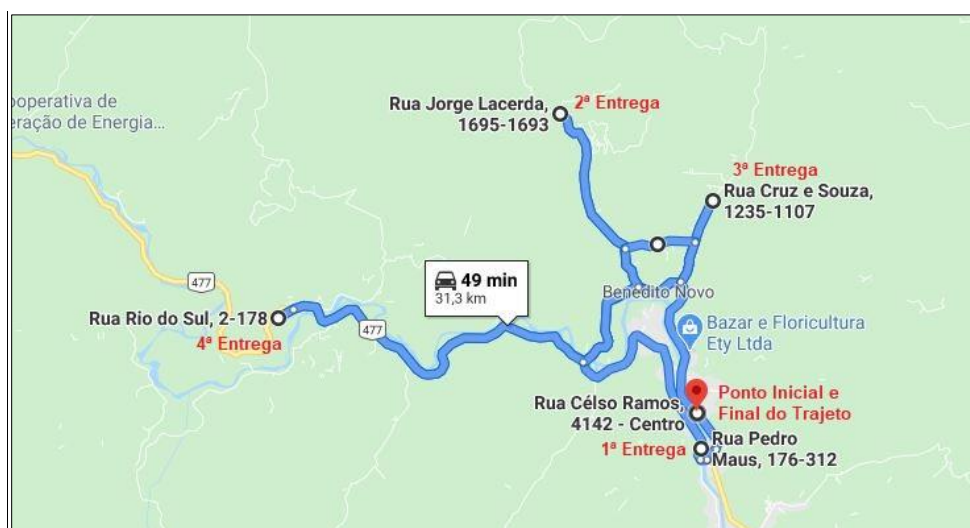 ooperativa de
eração de Energia...
Rua Jorge Lacerda,
1695-1693
2ª Entrega
3ª Entrega
Rua Cruz e Souza,
1235-1107
49 min
31,3 km
477
Benedito Novo
Rua Rio do Sul, 2-178
4ª Entrega
477
Bazar e Floricultura
Ety Ltda
Rua Célso Ramos,
4142 - Centro
Ponto Inicial e
Final do Trajeto
1ª Entrega
Rua Pedro
Maus, 176-312